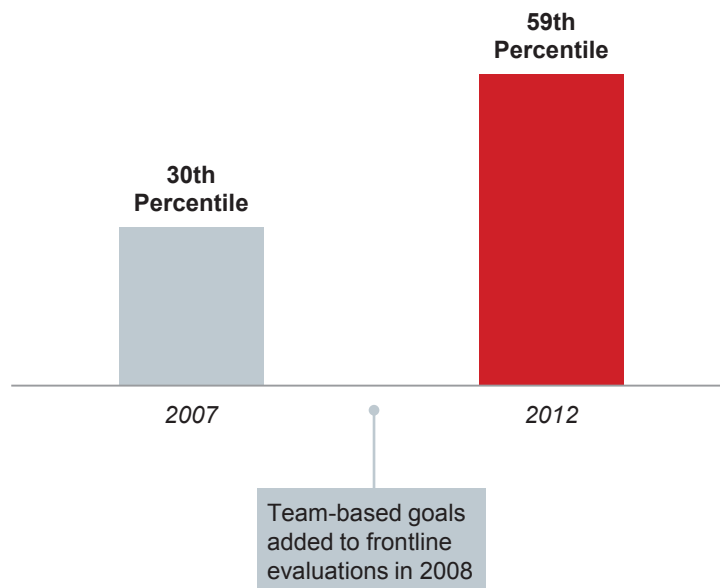 59th
Percentile
30th
Percentile
2007
2012
Team-based goals
added to frontline
evaluations in 2008